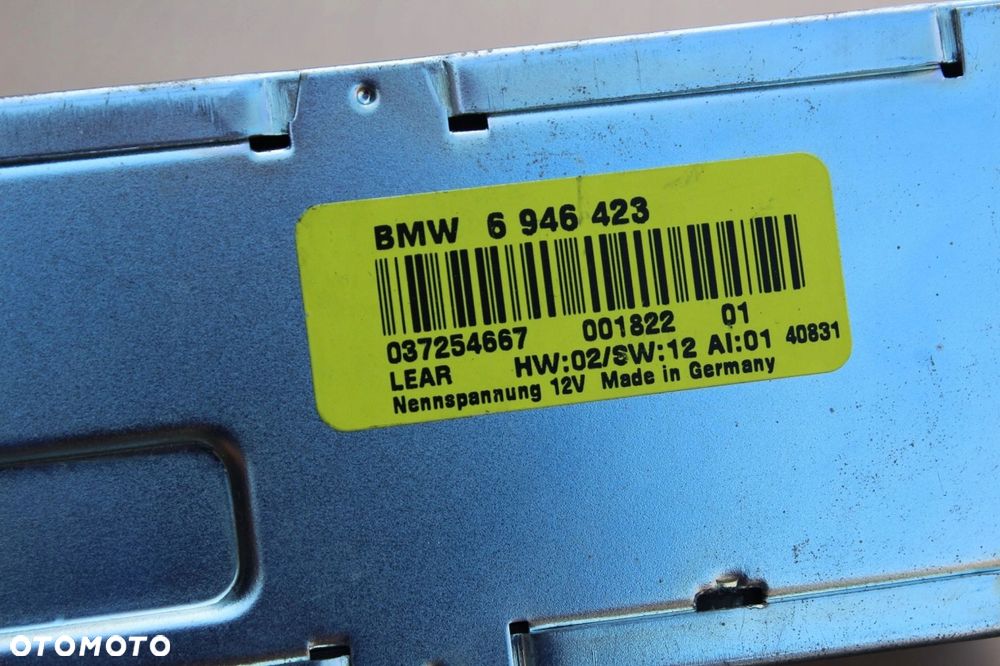 BMW 6 946 423
037254667 001822 01
LEAR HW:02/SW:12 AI:01 40831
Nennspannung 12V Made in Germany
OTOMOTO